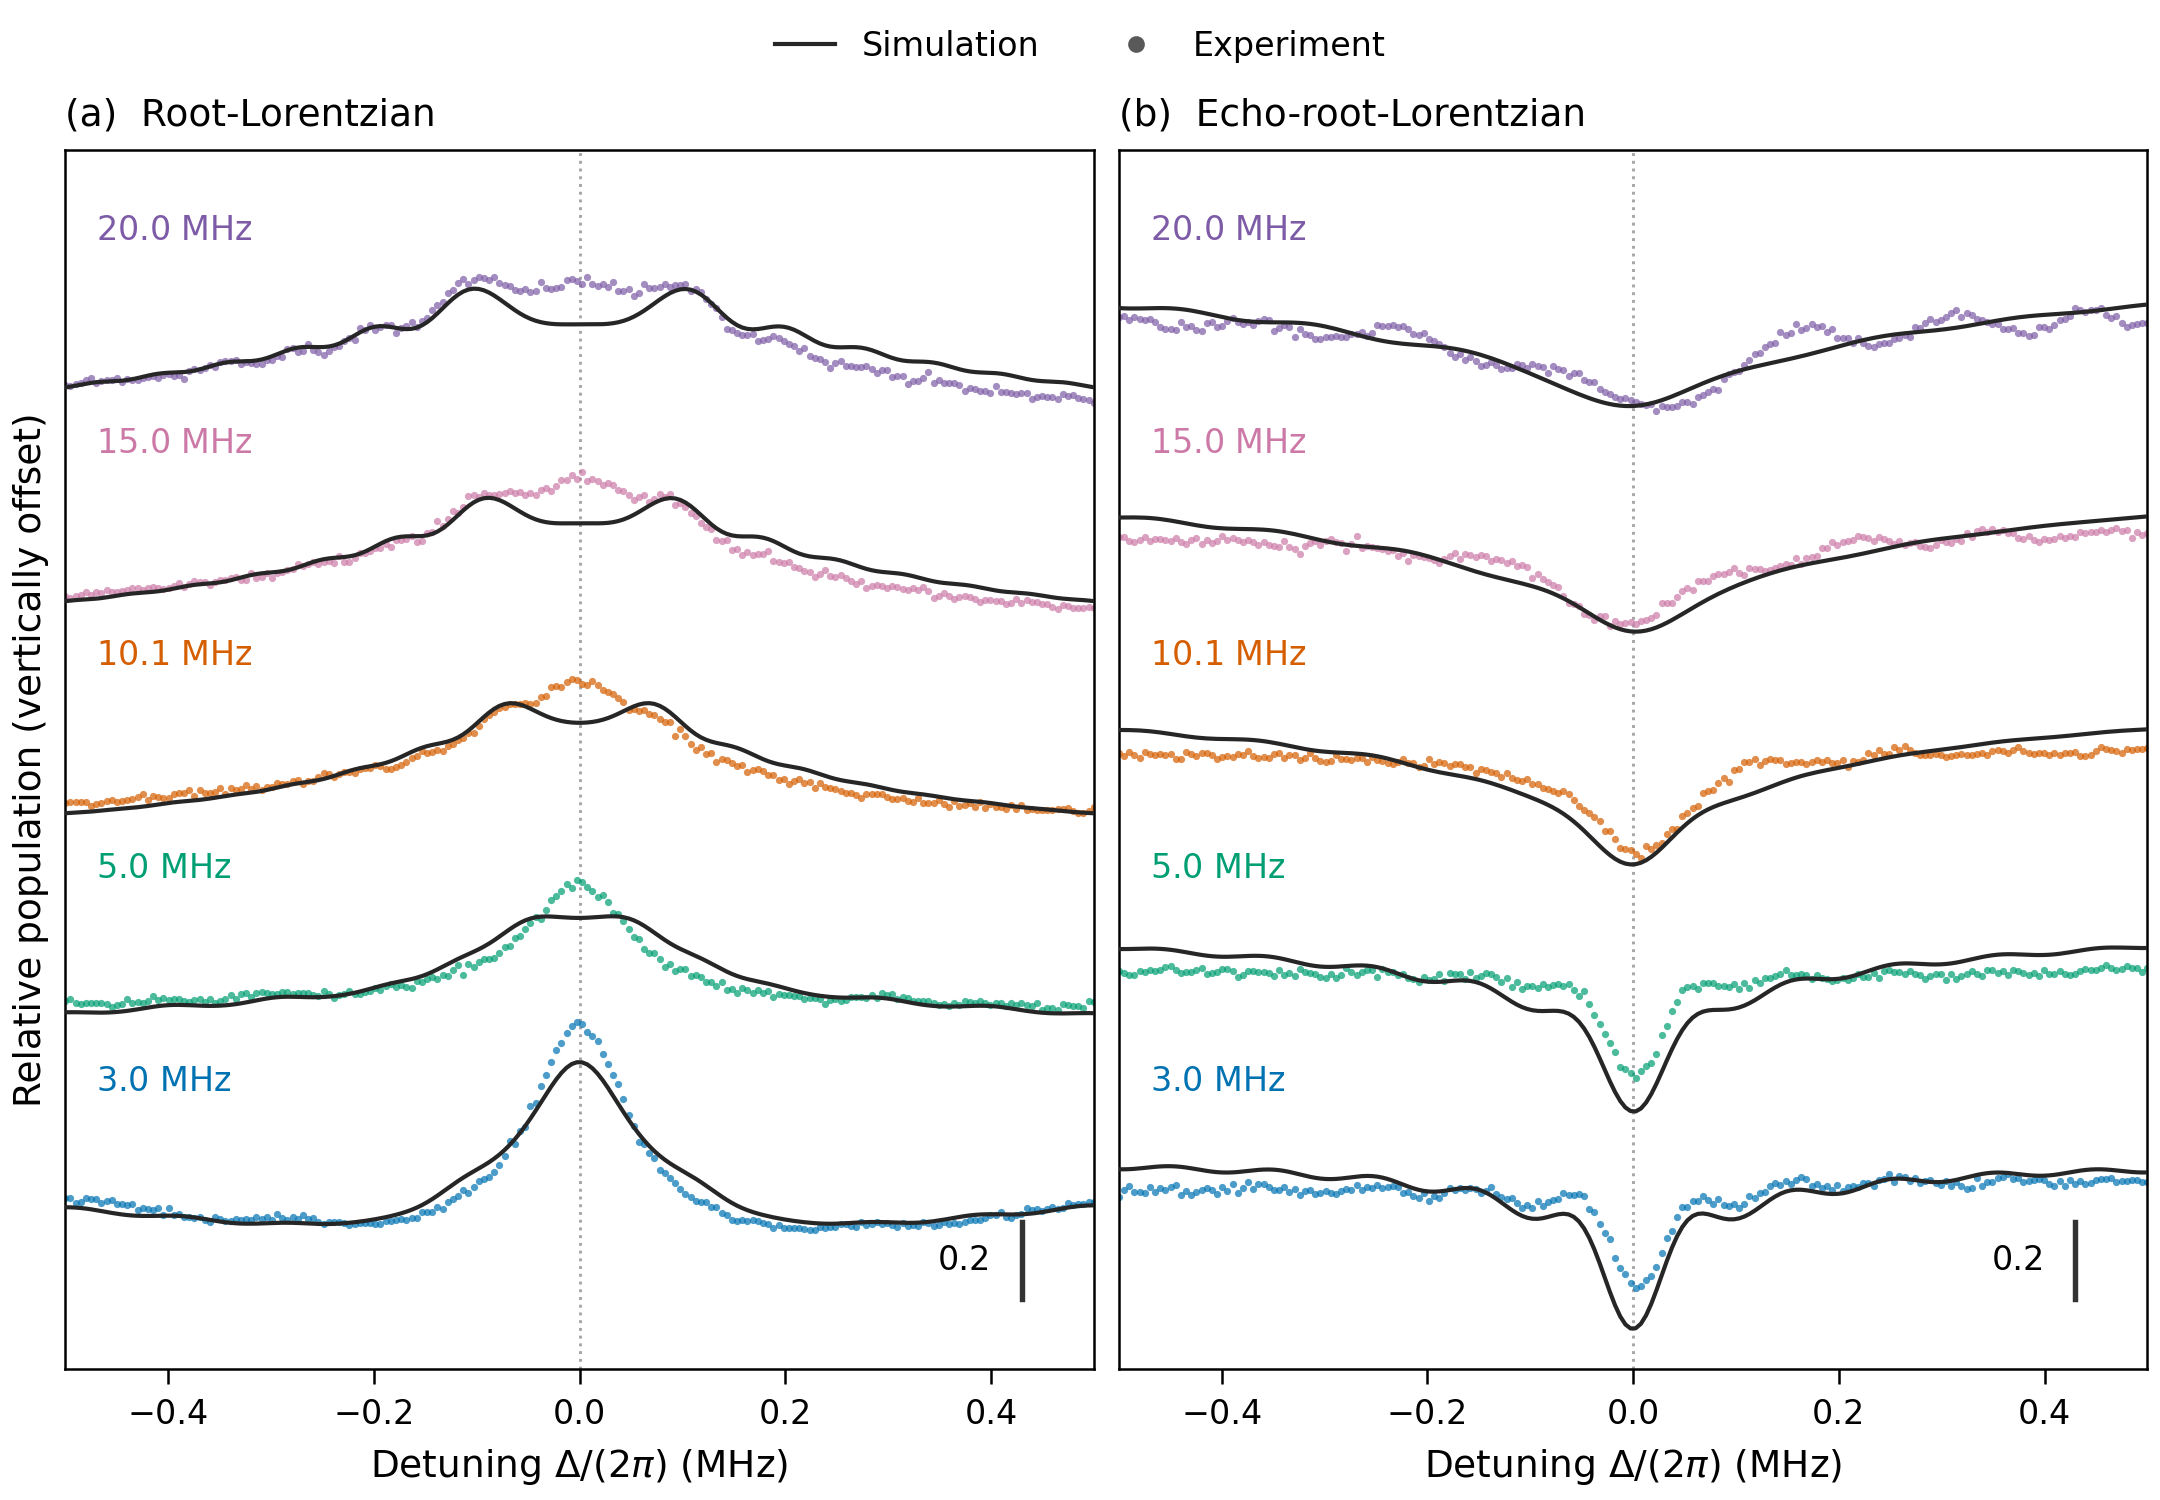 Simulation
Experiment
(a) Root-Lorentzian
(b) Echo-root-Lorentzian
Relative population (vertically offset)
20.0 MHz
15.0 MHz
10.1 MHz
5.0 MHz
3.0 MHz
0.2
−0.4 −0.2 0.0 0.2 0.4
Detuning Δ/(2π) (MHz)
20.0 MHz
15.0 MHz
10.1 MHz
5.0 MHz
3.0 MHz
0.2
−0.4 −0.2 0.0 0.2 0.4
Detuning Δ/(2π) (MHz)